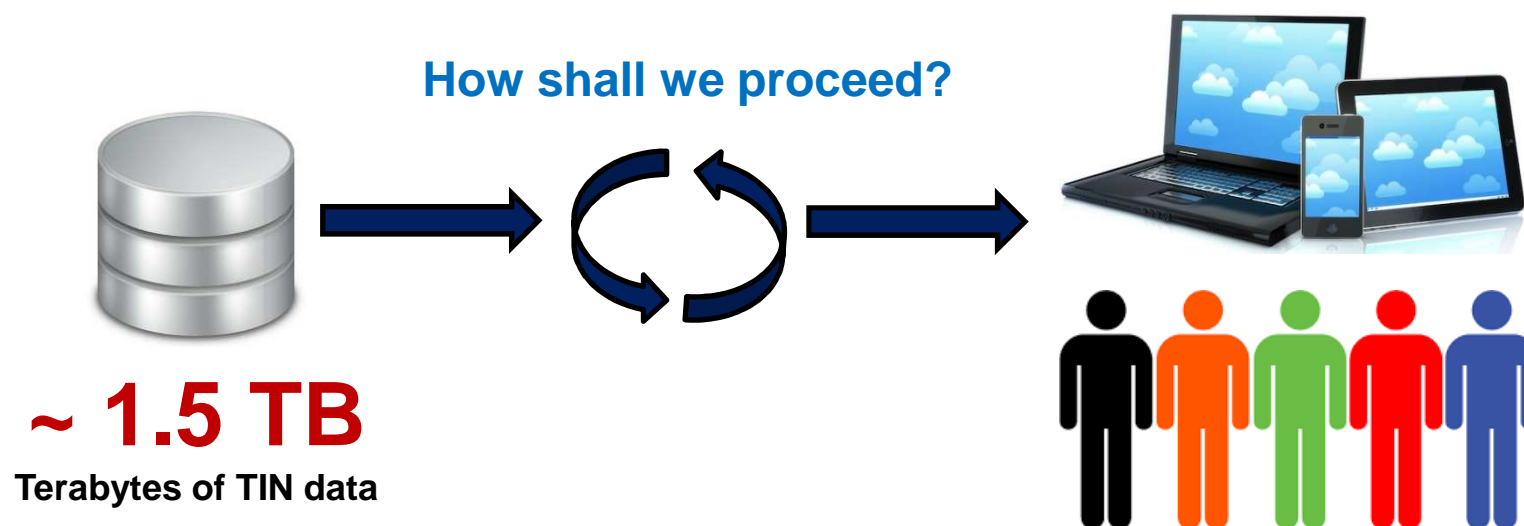 How shall we proceed?
~ 1.5 TB
Terabytes of TIN data